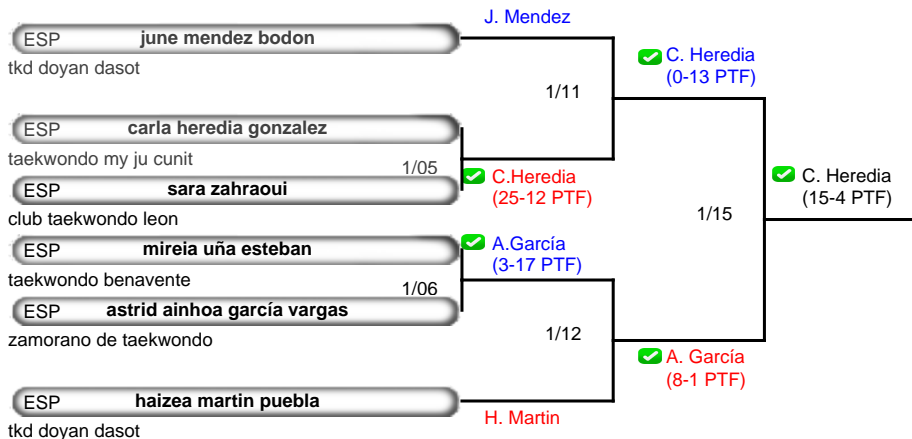 J. Mendez
ESP june mendez bodon
tkd doyan dasot
C. Heredia
(0-13 PTF)
1/11
ESP carla heredia gonzalez
taekwondo my ju cunit
1/05
ESP sara zahraoui
club taekwondo leon
C.Heredia
(25-12 PTF)
C. Heredia
(15-4 PTF)
1/15
ESP mireia uña esteban
taekwondo benavente
A.García
(3-17 PTF)
1/06
ESP astrid ainhoa garcía vargas
zamorano de taekwondo
1/12
A. García
(8-1 PTF)
ESP haizea martin puebla
tkd doyan dasot
H. Martin